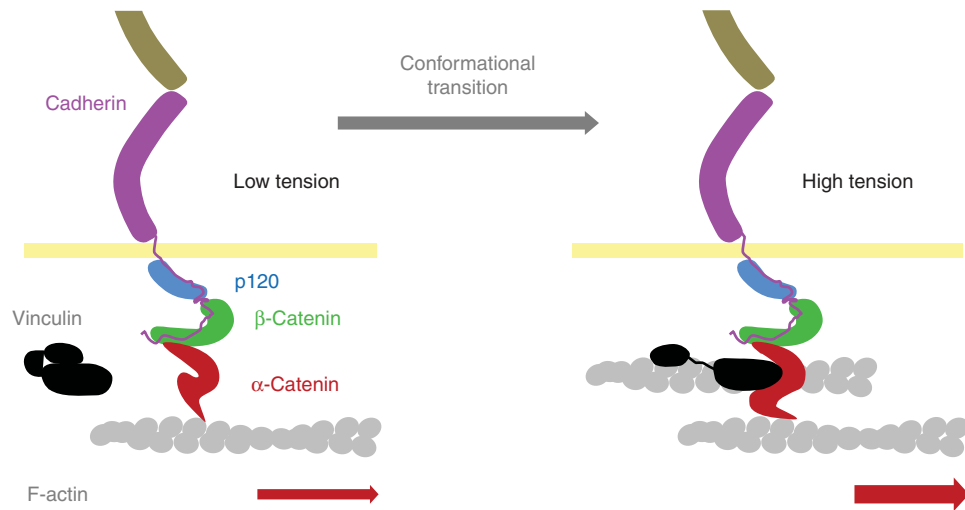 Conformational
transition
Cadherin
Low tension
High tension
p120
Vinculin
β-Catenin
α-Catenin
F-actin